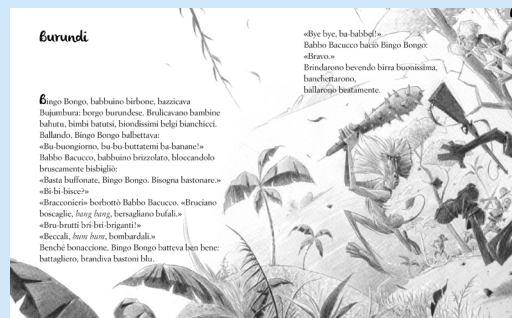 Burundi
Bingo Bongo, babbuino birbone, bazzicava
Bujumbura: borgo burundese. Brulicavano bambine
bahutu, bimbi batutsi, biondissimi belgi bianchicci.
Ballando, Bingo Bongo balbettava:
«Bu-buongiorno, bu-bu-buttatemi ba-banane!»
Babbo Bacucco, babbuino brizzolato, bloccandolo
bruscamente bisbigliò:
«Basta buffonate, Bingo Bongo. Bisogna bastonare.»
«Bi-bi-bisce?»
«Bracconieri» borbottò Babbo Bacucco. «Bruciano
boscaglie, bang bang, bersagliano bufali.»
«Bru-brutti bri-bri-briganti!»
«Beccali, bum bum, bombardali.»
Benché bonaccione, Bingo Bongo batteva ben bene:
battagliero, brandiva bastoni blu.
«Bye bye, ba-babbei!»
Babbo Bacucco baciò Bingo Bongo:
«Bravo.»
Brindarono bevendo birra buonissima,
banchettarono,
ballarono beatamente.